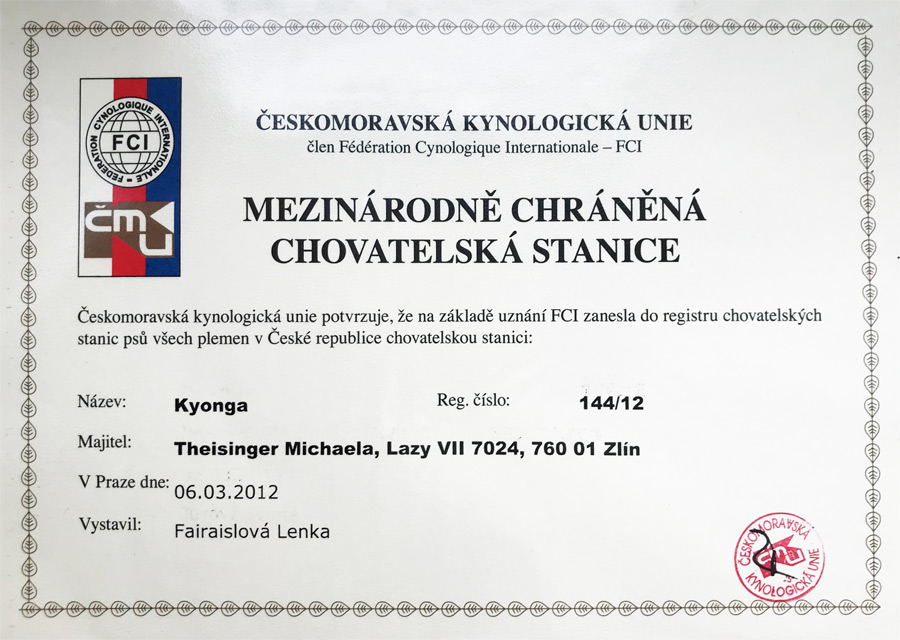 FEDERATION CYNOLOGIQUE INTERNATIONALE
FCI
čmku
ČESKOMORAVSKÁ KYNOLOGICKÁ UNIE
člen Fédération Cynologique Internationale – FCI
MEZINÁRODNĚ CHRÁNĚNÁ
CHOVATELSKÁ STANICE
Českomoravská kynologická unie potvrzuje, že na základě uznání FCI zanesla do registru chovatelských
stanic psů všech plemen v České republice chovatelskou stanici:
Název: Kyonga Reg. číslo: 144/12
Majitel: Theisinger Michaela, Lazy VII 7024, 760 01 Zlín
V Praze dne: 06.03.2012
Vystavil: Fairaislová Lenka
ČESKOMORAVSKÁ
čmku
KYNOLOGICKÁ UNIE